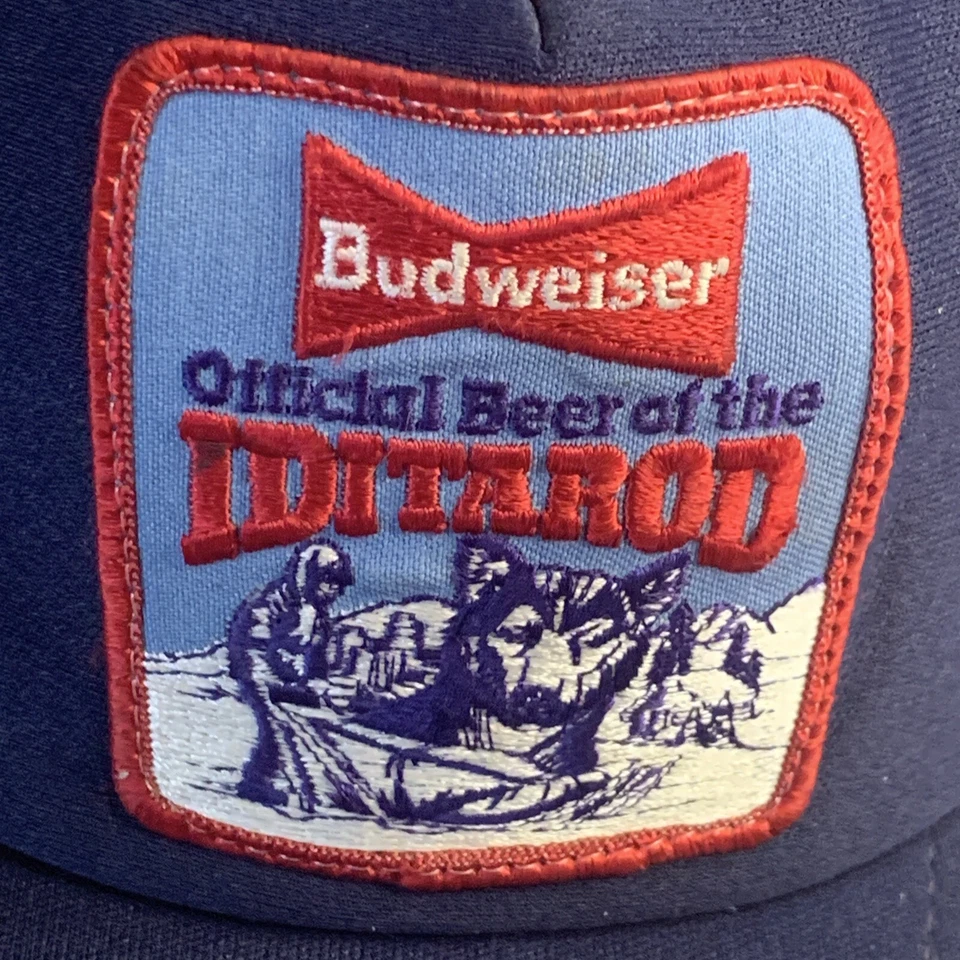 Budweiser
Official Beer of the
IDITAROD